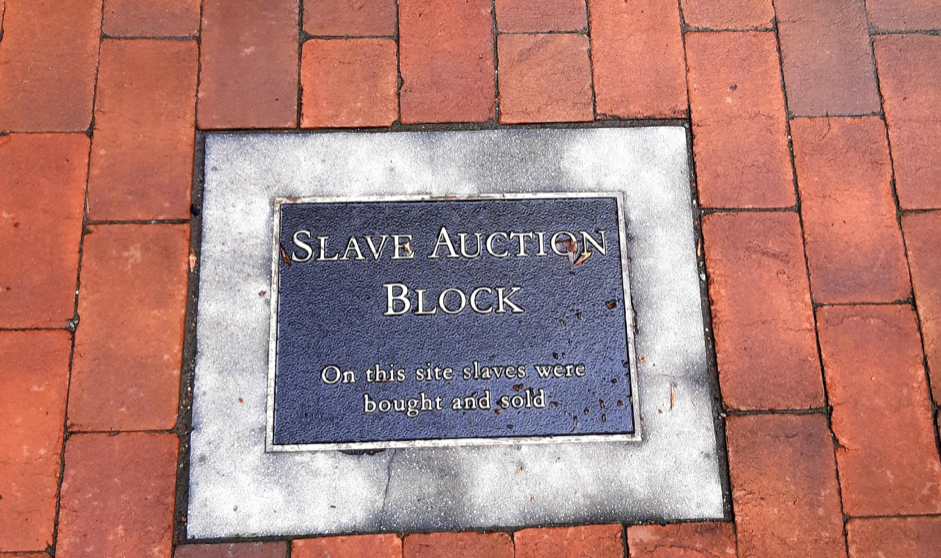 SLAVE AUCTION
BLOCK
On this site slaves were
bought and sold